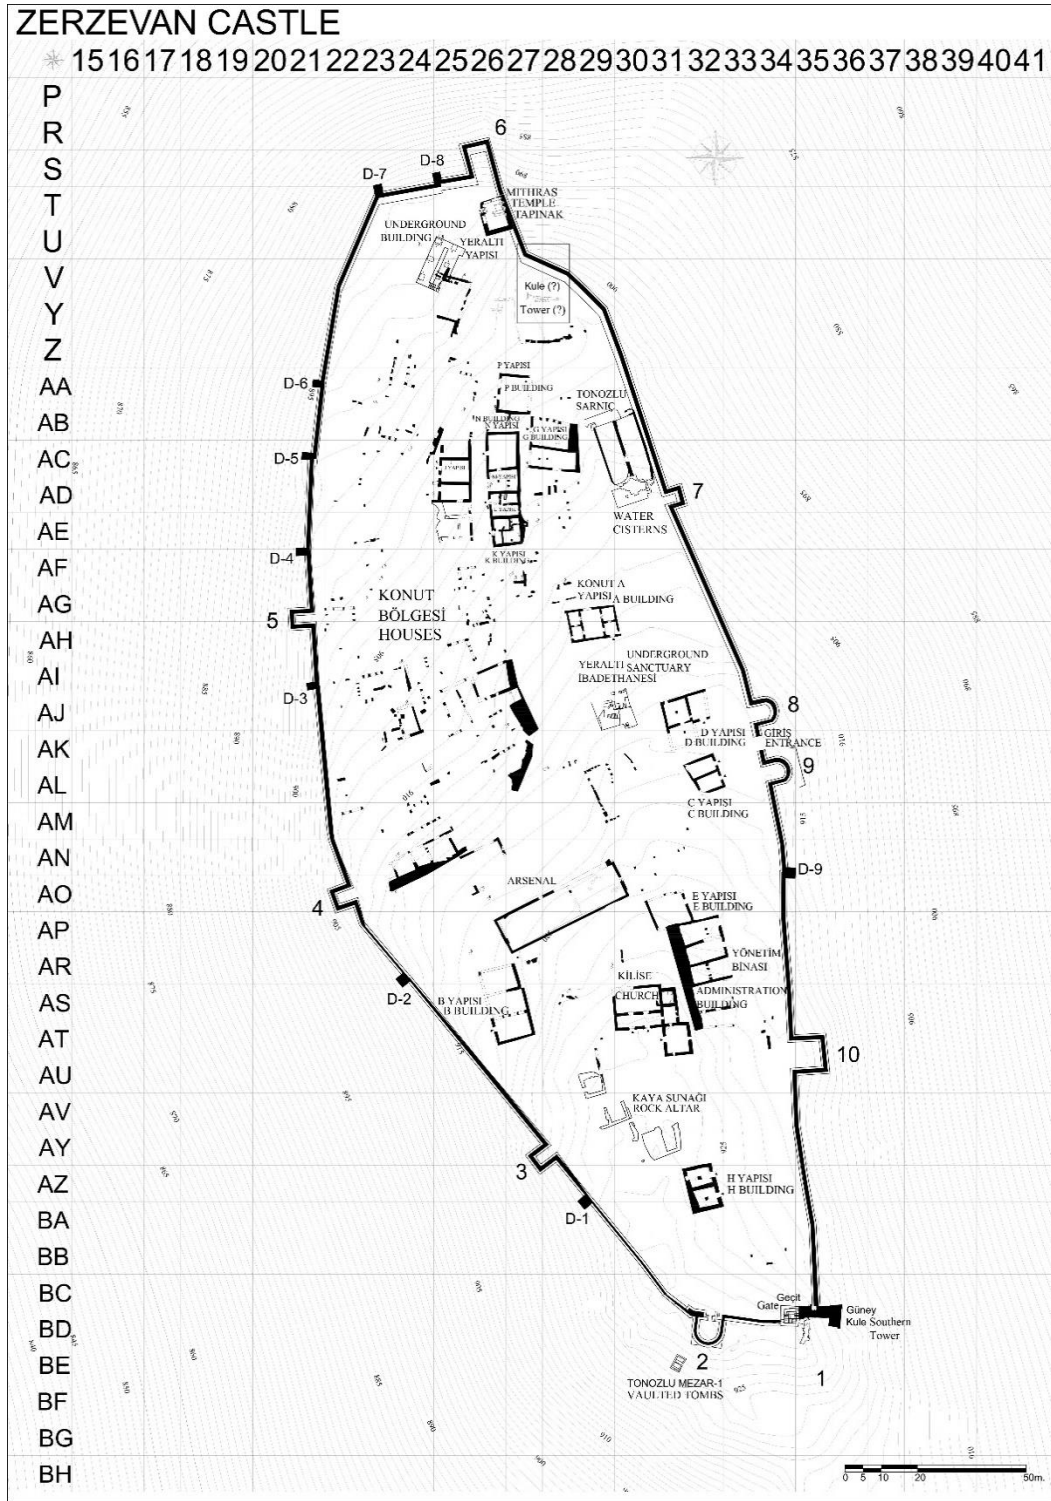 ZERZEVAN CASTLE
15 16 17 18 19 20 21 22 23 24 25 26 27 28 29 30 31 32 33 34 35 36 37 38 39 40 41
P
R
S
T
U
V
Y
Z
AA
AB
AC
AD
AE
AF
AG
AH
AI
AJ
AK
AL
AM
AN
AO
AP
AR
AS
AT
AU
AV
AY
AZ
BA
BB
BC
BD
BE
BF
BG
BH
6
D-8
D-7
MITHRAS
TEMPLE
TAPINAK
UNDERGROUND
BUILDING
YERALTI
YAPISI
Kule (?)
Tower (?)
D-6
P YAPISI
P BUILDING
TONOZLU
SARNIÇ
N BUILDING
N YAPISI
G YAPISI
G BUILDING
D-5
7
WATER
CISTERNS
D-4
K YAPISI
K BUILDING
KONUT
BÖLGESİ
HOUSES
KONUT A
YAPISI
A BUILDING
5
UNDERGROUND
SANCTUARY
YERALTI
İBADETHANESİ
D-3
8
D YAPISI
D BUILDING
GİRİŞ
ENTRANCE
9
C YAPISI
C BUILDING
D-9
ARSENAL
4
E YAPISI
E BUILDING
YÖNETİM
BİNASI
ADMINISTRATION
BUILDING
KİLİSE
CHURCH
D-2
B YAPISI
B BUILDING
10
KAYA SUNAĞI
ROCK ALTAR
3
H YAPISI
H BUILDING
D-1
Geçit
Gate
Güney
Kule Southern
Tower
2
1
TONOZLU MEZAR-1
VAULTED TOMBS
0 5 10 20 50m.